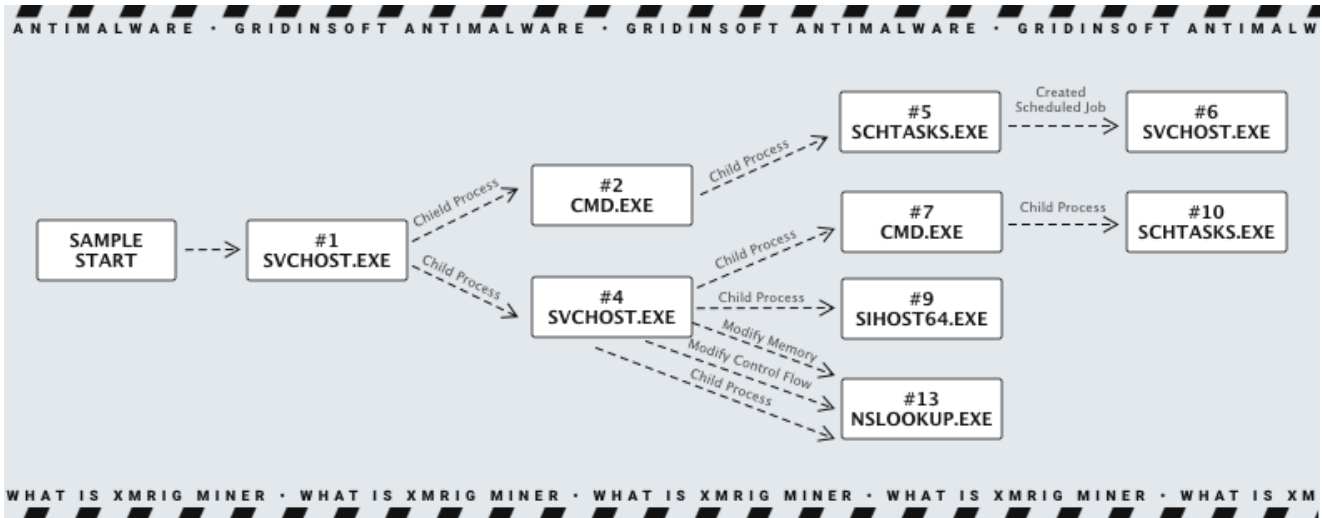 ANTIMALWARE · GRIDINSOFT ANTIMALWARE · GRIDINSOFT ANTIMALWARE · GRIDINSOFT ANTIMALW
Created
Scheduled Job
#5
SCHTASKS.EXE
#6
SVCHOST.EXE
Child Process
#2
CMD.EXE
Chield Process
#7
CMD.EXE
Child Process
#10
SCHTASKS.EXE
SAMPLE
START
#1
SVCHOST.EXE
Child Process
Child Process
#4
SVCHOST.EXE
Child Process
#9
SIHOST64.EXE
Modify Memory
Modify Control Flow
Child Process
#13
NSLOOKUP.EXE
WHAT IS XMRIG MINER · WHAT IS XMRIG MINER · WHAT IS XMRIG MINER · WHAT IS XMRIG MINER · WHAT IS XM